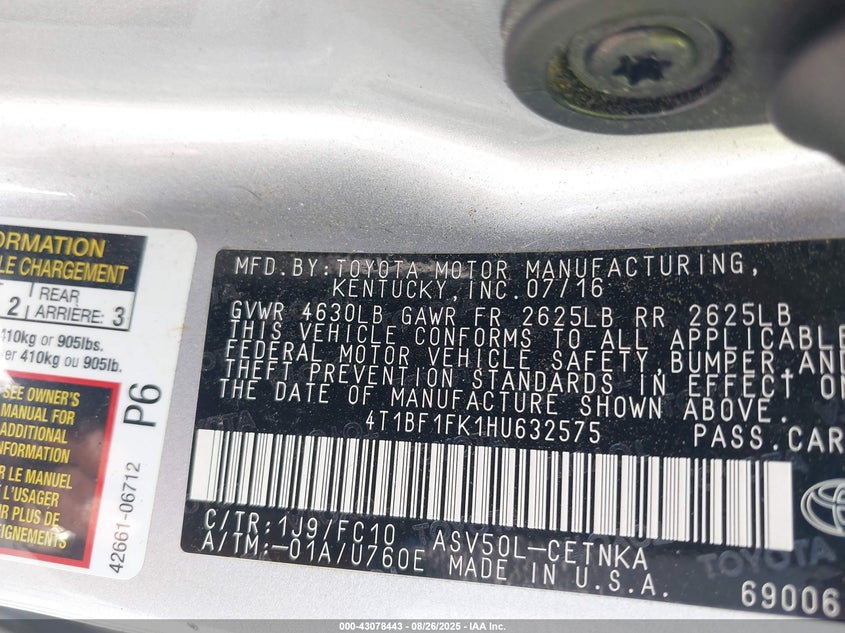 ORMATION
LE CHARGEMENT
2 REAR
ARRIÈRE: 3
410kg or 905lbs.
er 410kg ou 905lb.
SEE OWNER'S
MANUAL FOR
ADDITIONAL
INFORMATION
R LE MANUEL
L'USAGER
UR PLUS DE
SEIGNEMENTS
P6
42661-06712
MFD.BY:TOYOTA MOTOR MANUFACTURING,
KENTUCKY,INC.07/16
GVWR 4630LB GAWR FR 2625LB RR 2625LB
THIS VEHICLE CONFORMS TO ALL APPLICABLE
FEDERAL MOTOR VEHICLE SAFETY,BUMPER,AND
THEFT PREVENTION STANDARDS IN EFFECT ON
THE DATE OF MANUFACTURE SHOWN ABOVE.
4T1BF1FK1HU632575 PASS.CAR
C/TR:1J9/FC10 ASV50L-CETNKA
A/TM:-01A/U760E MADE IN U.S.A.
TOYOTA
69006
000-43078443 - 08/26/2025 - IAA Inc.